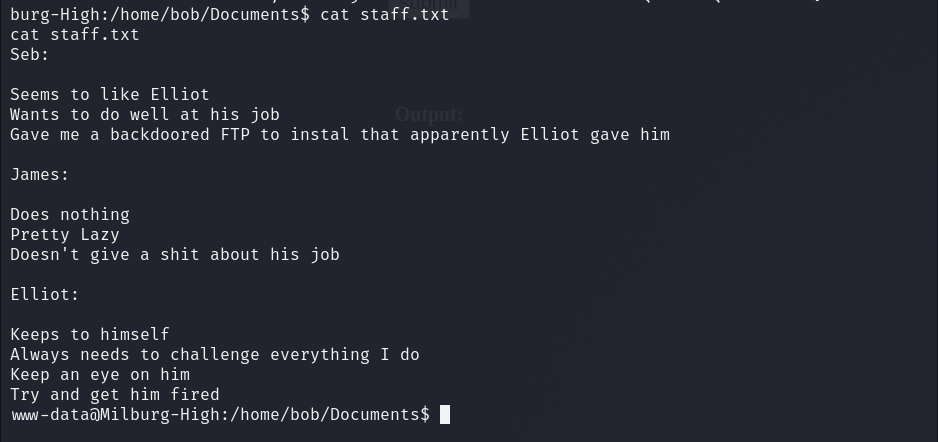 burg-High:/home/bob/Documents$ cat staff.txt
cat staff.txt
Seb:
Seems to like Elliot
Wants to do well at his job
Output:
Gave me a backdoored FTP to instal that apparently Elliot gave him
James:
Does nothing
Pretty Lazy
Doesn't give a shit about his job
Elliot:
Keeps to himself
Always needs to challenge everything I do
Keep an eye on him
Try and get him fired
www-data@Milburg-High:/home/bob/Documents$